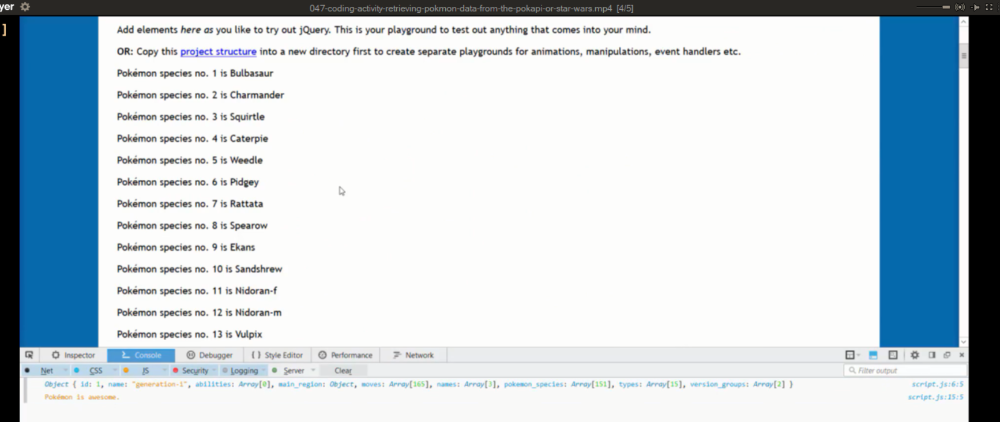 yer
047-coding-activity-retrieving-pokmon-data-from-the-pokapi-or-star-wars.mp4 [4/5]
]
Add elements here as you like to try out jQuery. This is your playground to test out anything that comes into your mind.
OR: Copy this project structure into a new directory first to create separate playgrounds for animations, manipulations, event handlers etc.
Pokémon species no. 1 is Bulbasaur
Pokémon species no. 2 is Charmander
Pokémon species no. 3 is Squirtle
Pokémon species no. 4 is Caterpie
Pokémon species no. 5 is Weedle
Pokémon species no. 6 is Pidgey
Pokémon species no. 7 is Rattata
Pokémon species no. 8 is Spearow
Pokémon species no. 9 is Ekans
Pokémon species no. 10 is Sandshrew
Pokémon species no. 11 is Nidoran-f
Pokémon species no. 12 is Nidoran-m
Pokémon species no. 13 is Vulpix
Inspector Console Debugger { } Style Editor Performance Network
Net CSS JS Security Logging Server Clear Filter output
Object { id: 1, name: "generation-i", abilities: Array[0], main_region: Object, moves: Array[165], names: Array[3], pokemon_species: Array[151], types: Array[15], version_groups: Array[2] } script.js:6:5
Pokémon is awesome. script.js:15:5